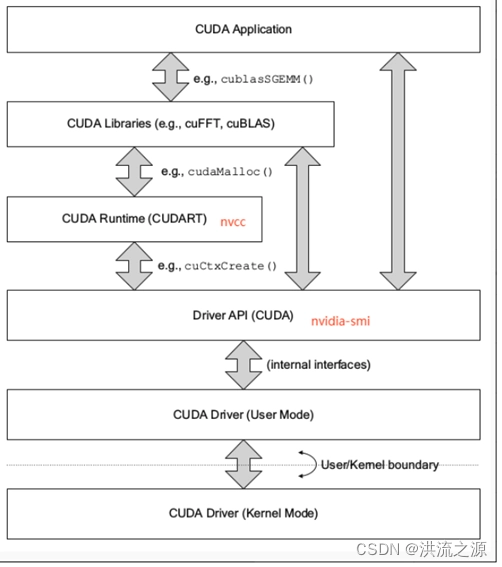 CUDA Application
e.g., cublasSGEMM()
CUDA Libraries (e.g., cuFFT, cuBLAS)
e.g., cudaMalloc()
CUDA Runtime (CUDART) nvcc
e.g., cuCtxCreate()
Driver API (CUDA) nvidia-smi
(internal interfaces)
CUDA Driver (User Mode)
User/Kernel boundary
CUDA Driver (Kernel Mode)
CSDN @洪流之源